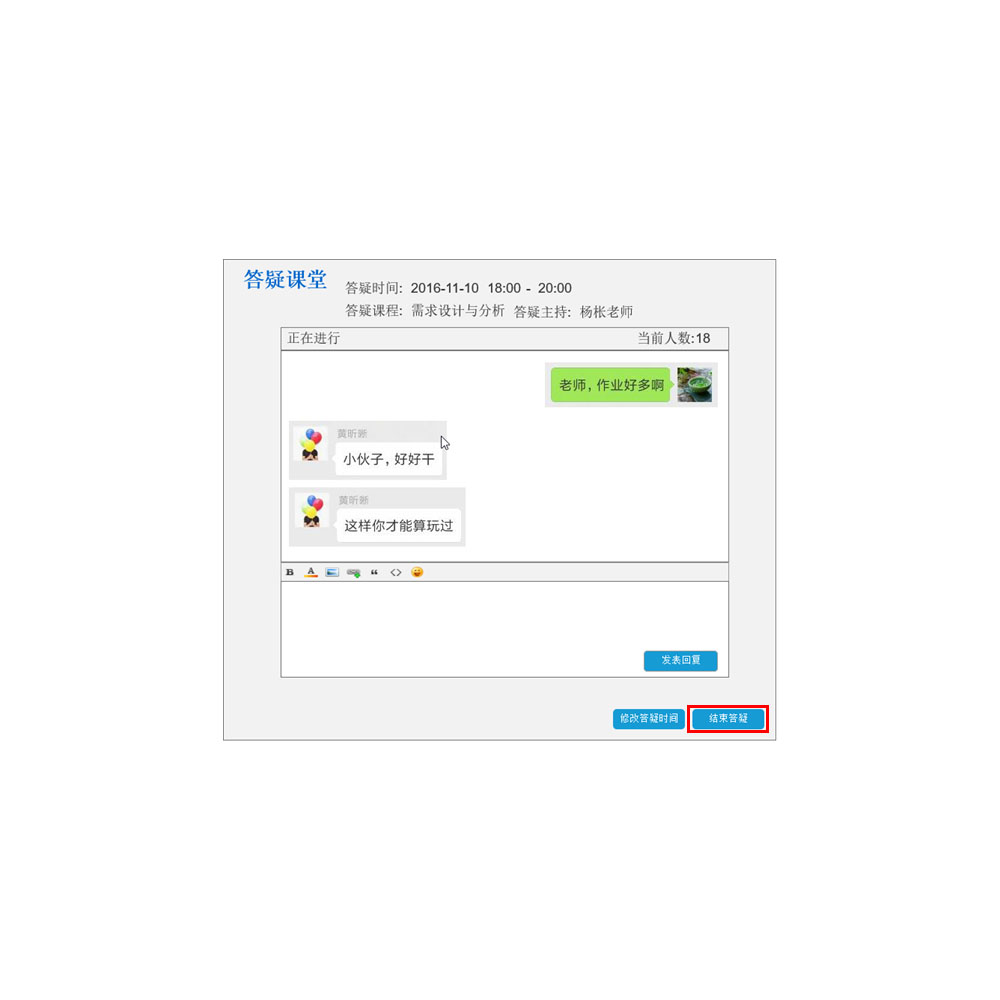 答疑课堂
答疑时间: 2016-11-10 18:00 - 20:00
答疑课程: 需求设计与分析 答疑主持: 杨枨老师
正在进行 当前人数:18
老师, 作业好多啊
黄昕晰
小伙子, 好好干
黄昕晰
这样你才能算玩过
B A “ <>
发表回复
修改答疑时间 结束答疑